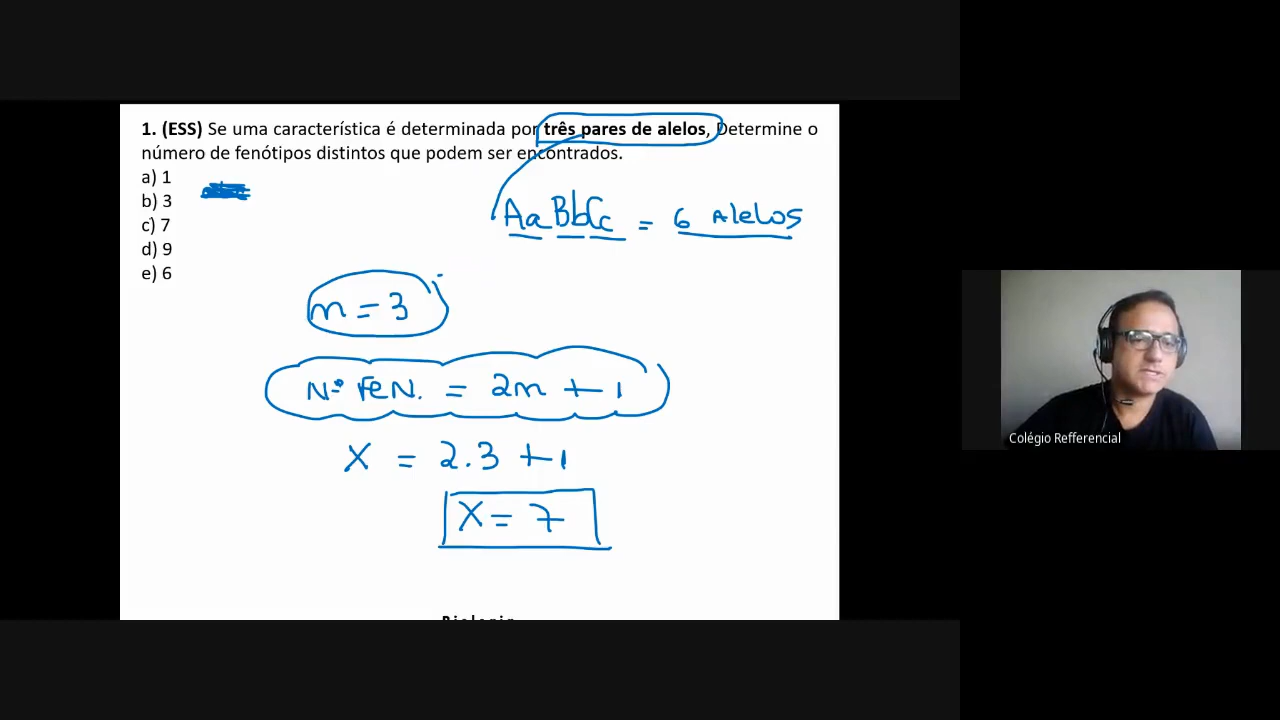 1. (ESS) Se uma característica é determinada por três pares de alelos, Determine o
número de fenótipos distintos que podem ser encontrados.
a) 1
b) 3
c) 7
d) 9
e) 6
AaBbCc = 6 Alelos
m = 3
Nº FeN. = 2m + 1
X = 2.3 + 1
X = 7
Colégio Refferencial